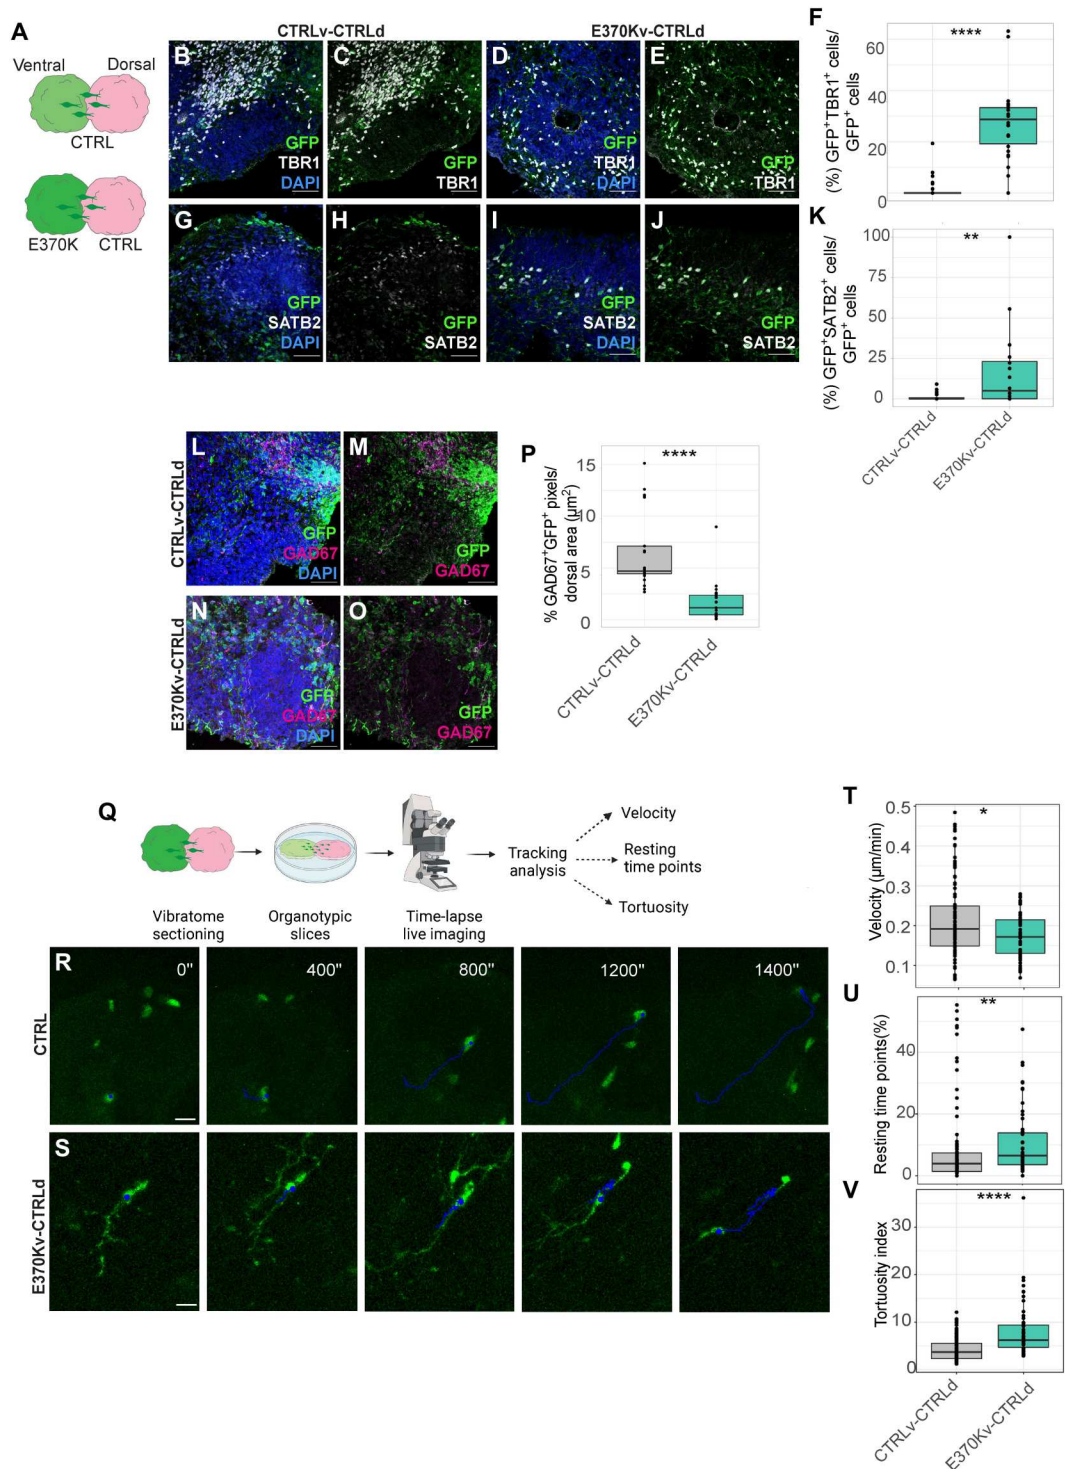 A
Ventral
Dorsal
CTRL
E370K
CTRL
CTRLv-CTRLd
E370Kv-CTRLd
B
GFP
TBR1
DAPI
C
GFP
TBR1
D
GFP
TBR1
DAPI
E
GFP
TBR1
F
(%) GFP+TBR1+ cells/
GFP+ cells
60
40
20
0
****
G
GFP
SATB2
DAPI
H
GFP
SATB2
I
GFP
SATB2
DAPI
J
GFP
SATB2
K
(%) GFP+SATB2+ cells/
GFP+ cells
100
75
50
25
0
**
CTRLv-CTRLd
E370Kv-CTRLd
CTRLv-CTRLd
L
GFP
GAD67
DAPI
M
GFP
GAD67
E370Kv-CTRLd
N
GFP
GAD67
DAPI
O
GFP
GAD67
P
% GAD67+GFP+ pixels/
dorsal area (µm²)
15
10
5
0
****
CTRLv-CTRLd
E370Kv-CTRLd
Q
Vibratome
sectioning
Organotypic
slices
Time-lapse
live imaging
Tracking
analysis
Velocity
Resting
time points
Tortuosity
CTRL
R
0"
400"
800"
1200"
1400"
E370Kv-CTRLd
S
T
Velocity (µm/min)
0.5
0.4
0.3
0.2
0.1
*
U
Resting time points(%)
40
20
0
**
V
Tortuosity index
30
20
10
0
****
CTRLv-CTRLd
E370Kv-CTRLd